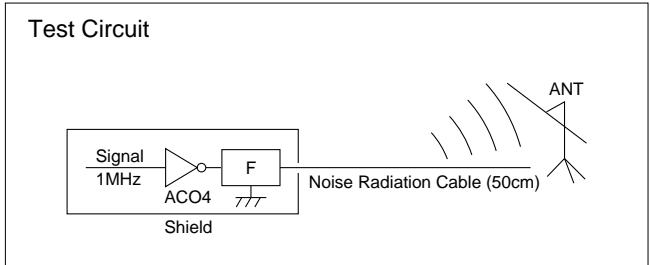 Test Circuit
ANT
Signal
1MHz
ACO4
F
Noise Radiation Cable (50cm)
Shield